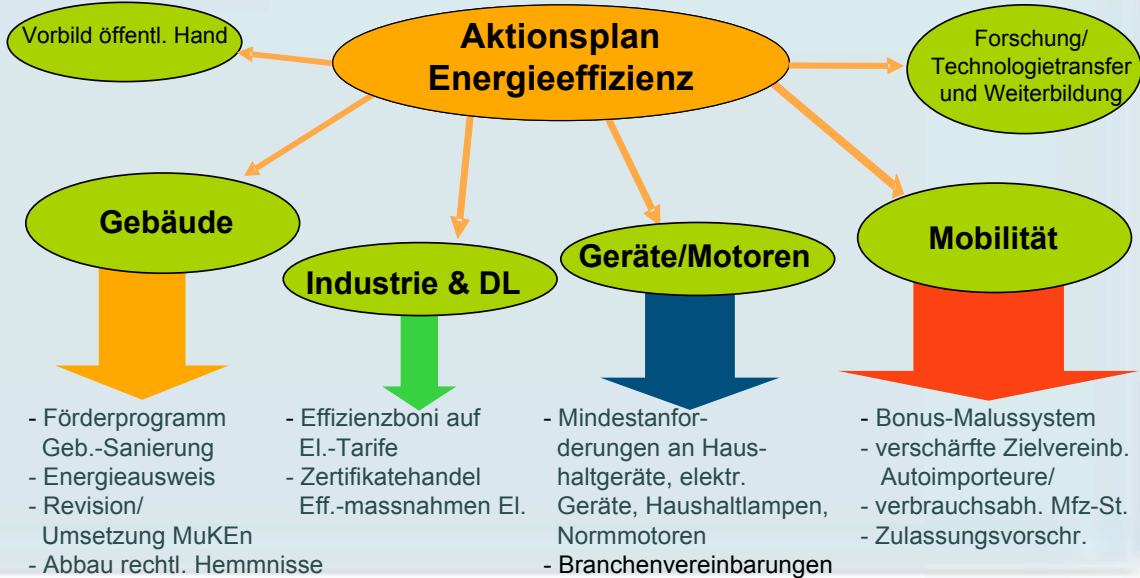 Vorbild öffentl. Hand
Aktionsplan
Energieeffizienz
Forschung/
Technologietransfer
und Weiterbildung
Gebäude
Industrie & DL
Geräte/Motoren
Mobilität
- Förderprogramm
Geb.-Sanierung
- Energieausweis
- Revision/
Umsetzung MuKEn
- Abbau rechtl. Hemmnisse
- Effizienzboni auf
El.-Tarife
- Zertifikatehandel
Eff.-massnahmen El.
- Mindestanfor-
derungen an Haus-
haltgeräte, elektr.
Geräte, Haushaltlampen,
Normmotoren
- Branchenvereinbarungen
- Bonus-Malussystem
- verschärfte Zielvereinb.
Autoimporteure/
- verbrauchsabh. Mfz-St.
- Zulassungsvorschr.